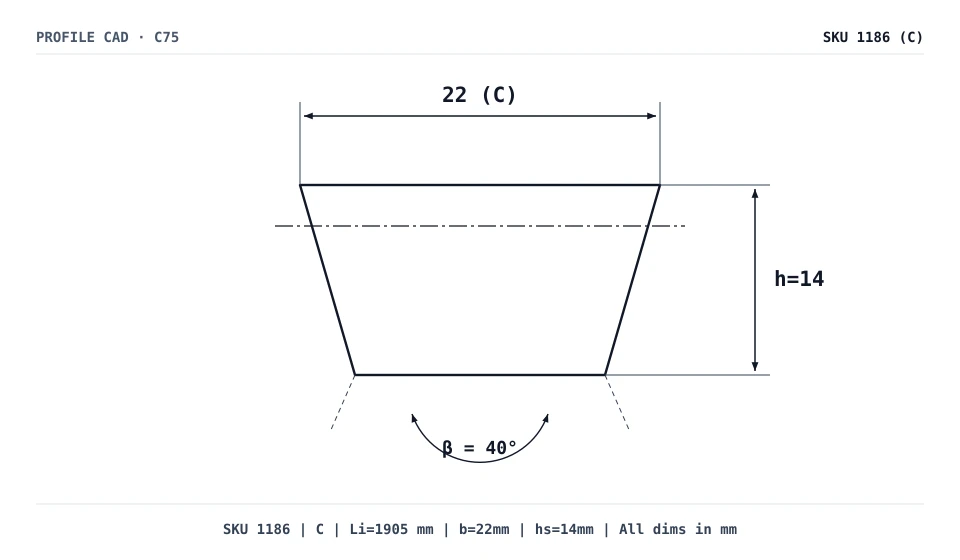 PROFILE CAD · C75
SKU 1186 (C)
22 (C)
h=14
β = 40°
SKU 1186 | C | Li=1905 mm | b=22mm | hs=14mm | All dims in mm